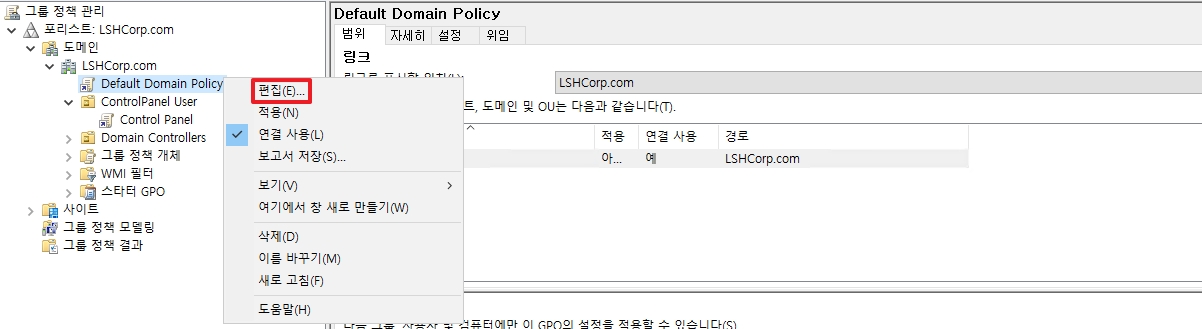 그룹 정책 관리
포리스트: LSHCorp.com
도메인
LSHCorp.com
Default Domain Policy
ControlPanel User
Control Panel
Domain Controllers
그룹 정책 개체
WMI 필터
스타터 GPO
사이트
그룹 정책 모델링
그룹 정책 결과
편집(E)...
적용(N)
연결 사용(L)
보고서 저장(S)...
보기(V)
여기에서 창 새로 만들기(W)
삭제(D)
이름 바꾸기(M)
새로 고침(F)
도움말(H)
Default Domain Policy
범위 자세히 설정 위임
링크
LSHCorp.com
도메인 및 OU는 다음과 같습니다(T).
적용 연결 사용 경로
아... 예 LSHCorp.com
이 GPO의 설정을 적용할 수 있습니다(S)